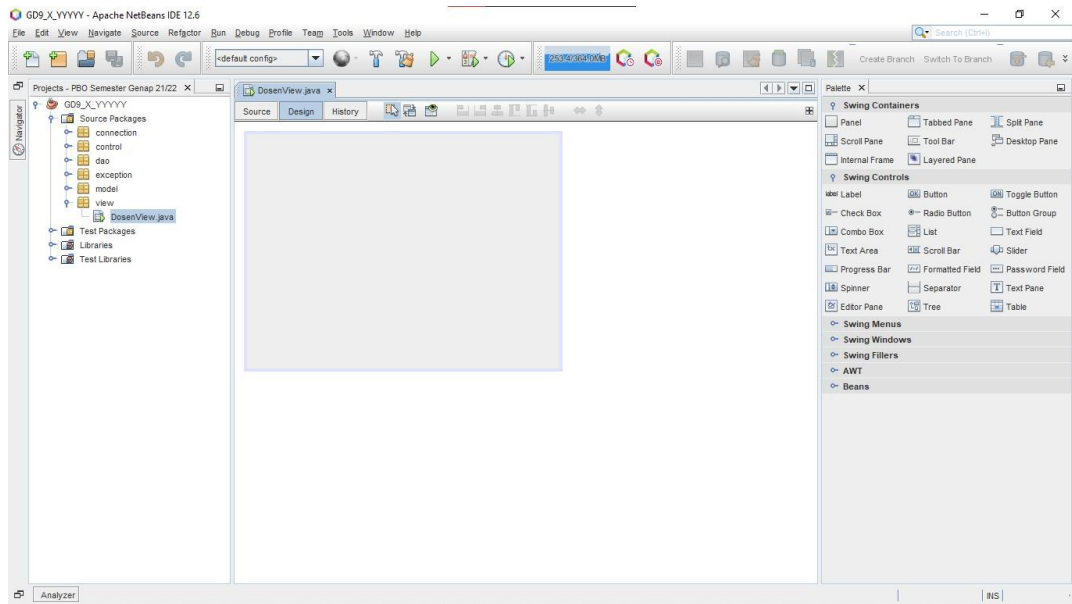 GD9_X_YYYYY - Apache NetBeans IDE 12.6
File Edit View Navigate Source Refactor Run Debug Profile Team Tools Window Help
Search (Ctrl+I)
<default config>
Create Branch Switch To Branch
Projects - PBO Semester Genap 21/22
Navigator
GD9_X_YYYYY
Source Packages
connection
control
dao
exception
model
view
DosenView.java
Test Packages
Libraries
Test Libraries
DosenView.java
Source Design History
Palette
Swing Containers
Panel Tabbed Pane Split Pane
Scroll Pane Tool Bar Desktop Pane
Internal Frame Layered Pane
Swing Controls
label Label OK Button ON Toggle Button
Check Box Radio Button Button Group
Combo Box List Text Field
Text Area Scroll Bar Slider
Progress Bar Formatted Field Password Field
Spinner Separator Text Pane
Editor Pane Tree Table
Swing Menus
Swing Windows
Swing Fillers
AWT
Beans
Analyzer
INS